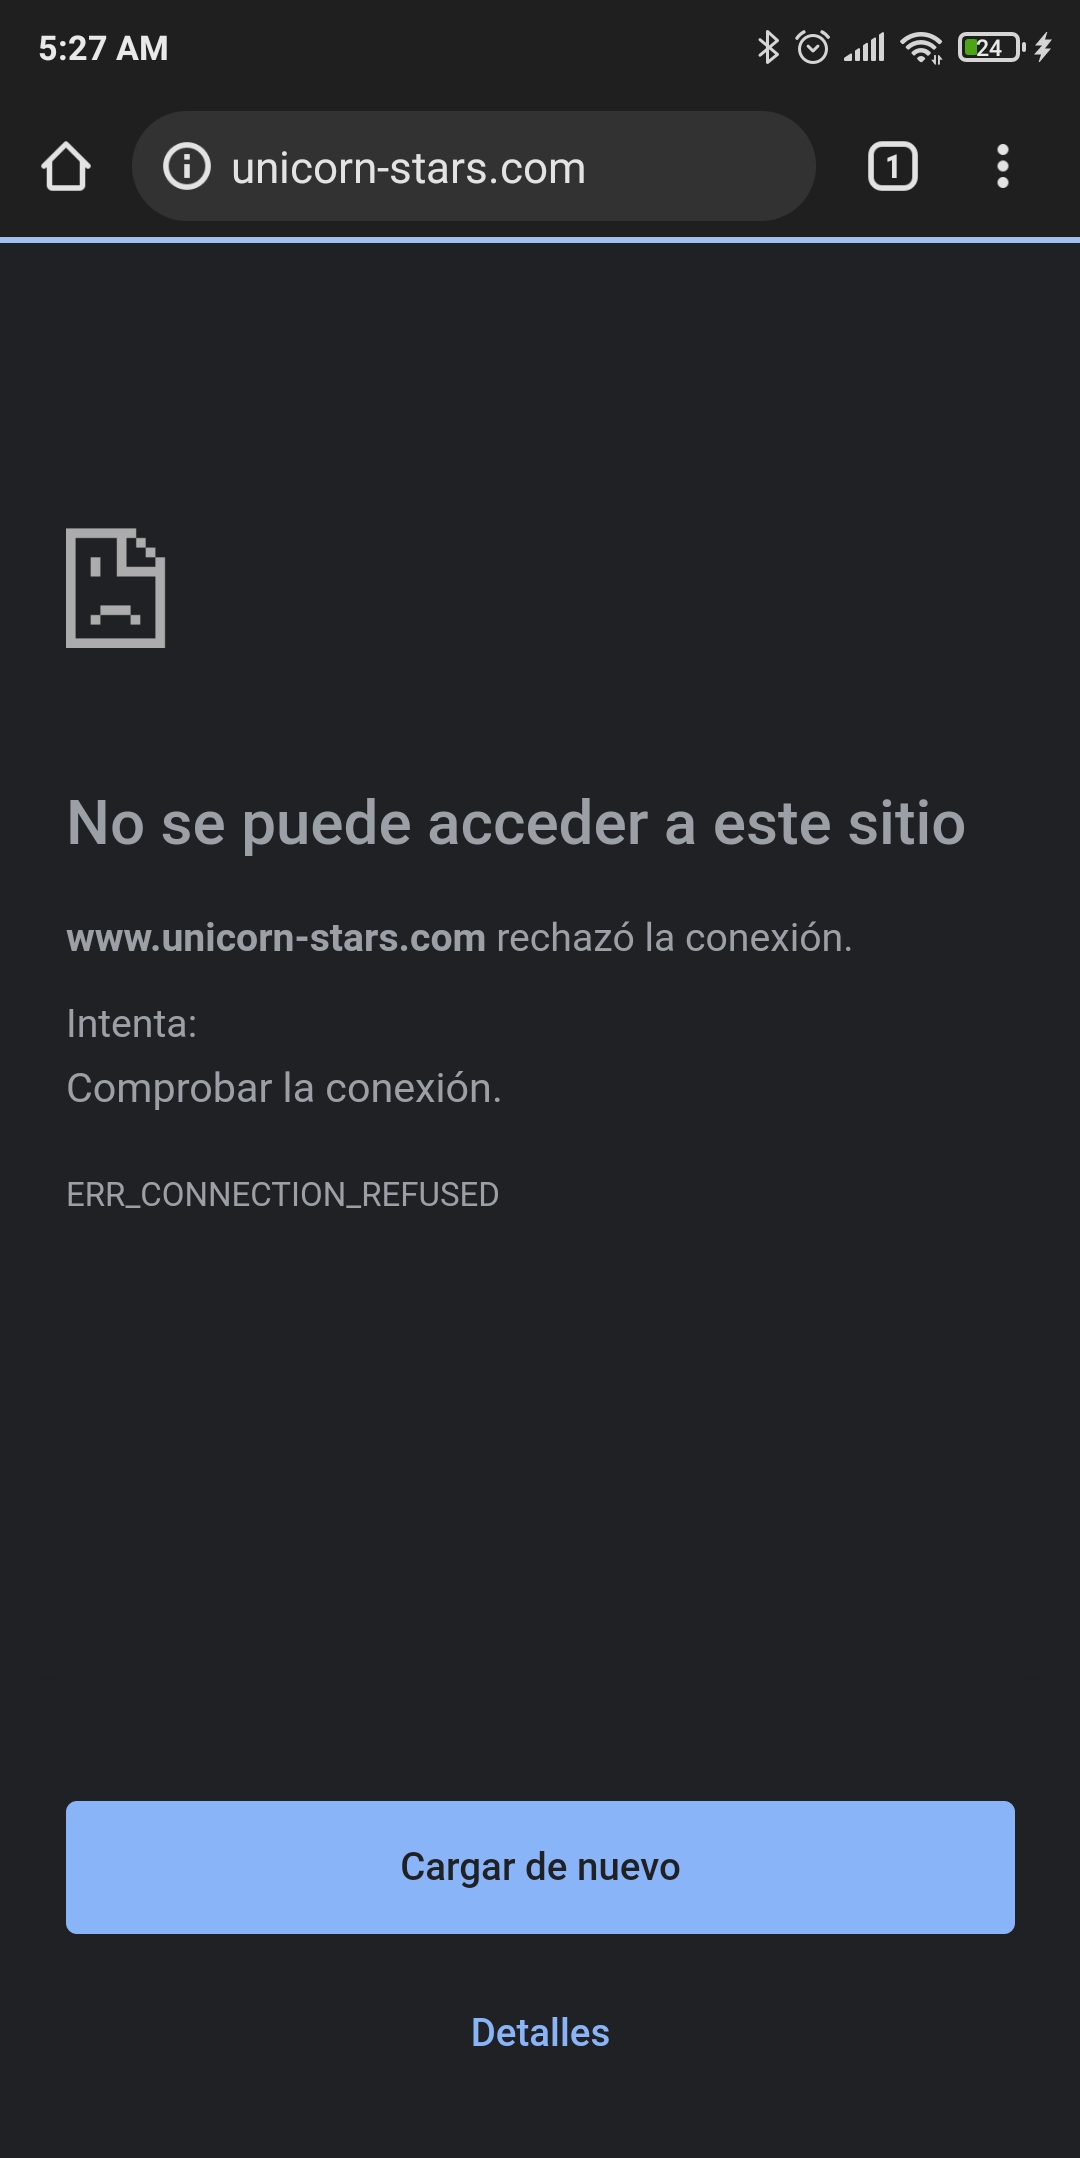 5:27 AM
24
unicorn-stars.com
1
No se puede acceder a este sitio
www.unicorn-stars.com rechazó la conexión.
Intenta:
Comprobar la conexión.
ERR_CONNECTION_REFUSED
Cargar de nuevo
Detalles